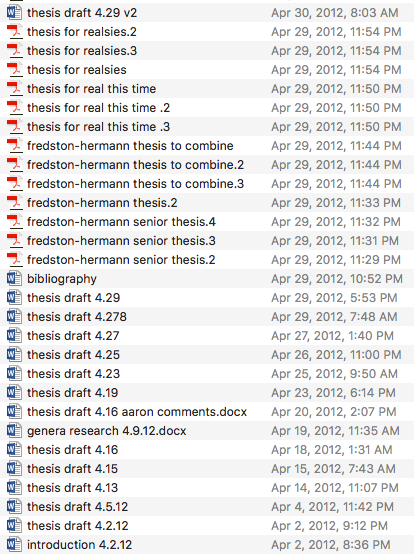 thesis draft 4.29 v2 Apr 30, 2012, 8:03 AM
thesis for realsies.2 Apr 29, 2012, 11:54 PM
thesis for realsies.3 Apr 29, 2012, 11:54 PM
thesis for realsies Apr 29, 2012, 11:54 PM
thesis for real this time Apr 29, 2012, 11:50 PM
thesis for real this time .2 Apr 29, 2012, 11:50 PM
thesis for real this time .3 Apr 29, 2012, 11:50 PM
fredston-hermann thesis to combine Apr 29, 2012, 11:44 PM
fredston-hermann thesis to combine.2 Apr 29, 2012, 11:44 PM
fredston-hermann thesis to combine.3 Apr 29, 2012, 11:44 PM
fredston-hermann thesis.2 Apr 29, 2012, 11:33 PM
fredston-hermann senior thesis.4 Apr 29, 2012, 11:32 PM
fredston-hermann senior thesis.3 Apr 29, 2012, 11:31 PM
fredston-hermann senior thesis.2 Apr 29, 2012, 11:29 PM
bibliography Apr 29, 2012, 10:52 PM
thesis draft 4.29 Apr 29, 2012, 5:53 PM
thesis draft 4.278 Apr 29, 2012, 7:48 AM
thesis draft 4.27 Apr 27, 2012, 1:40 PM
thesis draft 4.25 Apr 26, 2012, 11:00 PM
thesis draft 4.23 Apr 25, 2012, 9:50 AM
thesis draft 4.19 Apr 23, 2012, 6:14 PM
thesis draft 4.16 aaron comments.docx Apr 20, 2012, 2:07 PM
genera research 4.9.12.docx Apr 19, 2012, 11:35 AM
thesis draft 4.16 Apr 18, 2012, 1:31 AM
thesis draft 4.15 Apr 15, 2012, 7:43 AM
thesis draft 4.13 Apr 14, 2012, 11:07 PM
thesis draft 4.5.12 Apr 4, 2012, 11:42 PM
thesis draft 4.2.12 Apr 2, 2012, 9:12 PM
introduction 4.2.12 Apr 2, 2012, 8:36 PM